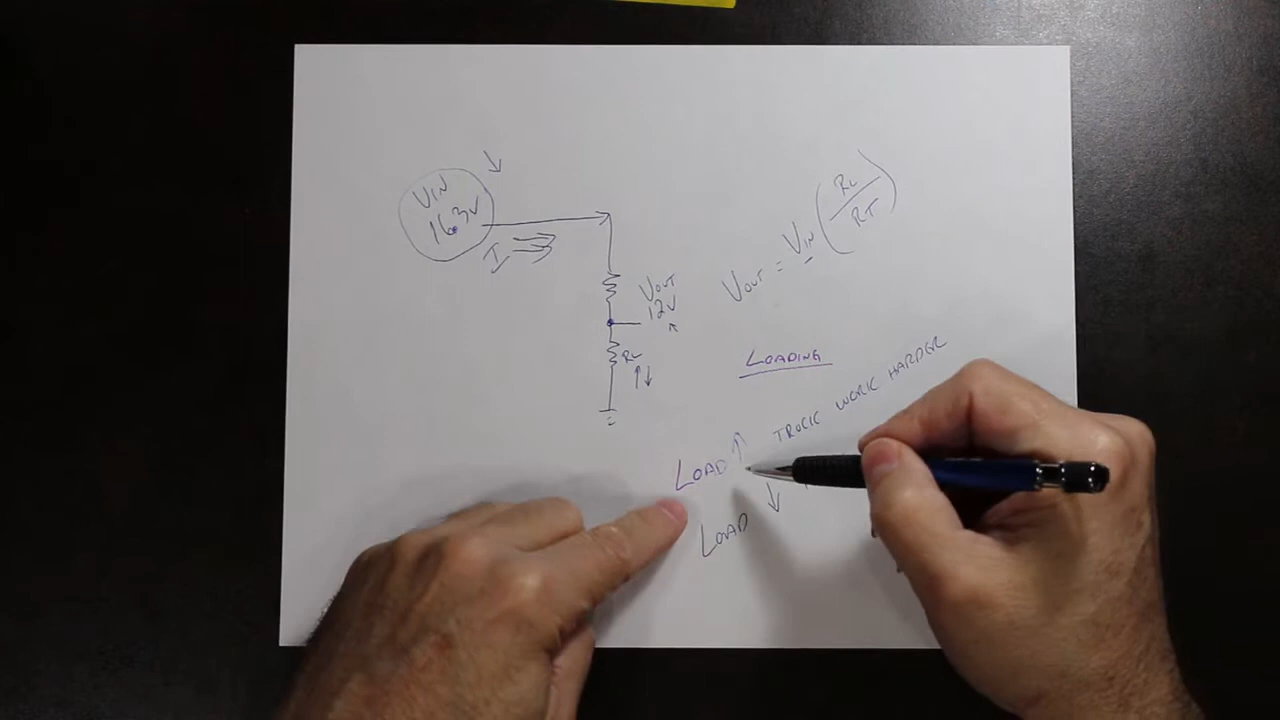 VIN
16.3V
I
VOUT
12V
RL
VOUT = VIN (RL/RT)
LOADING
LOAD ↑ TRUCK WORK HARDER
LOAD ↓